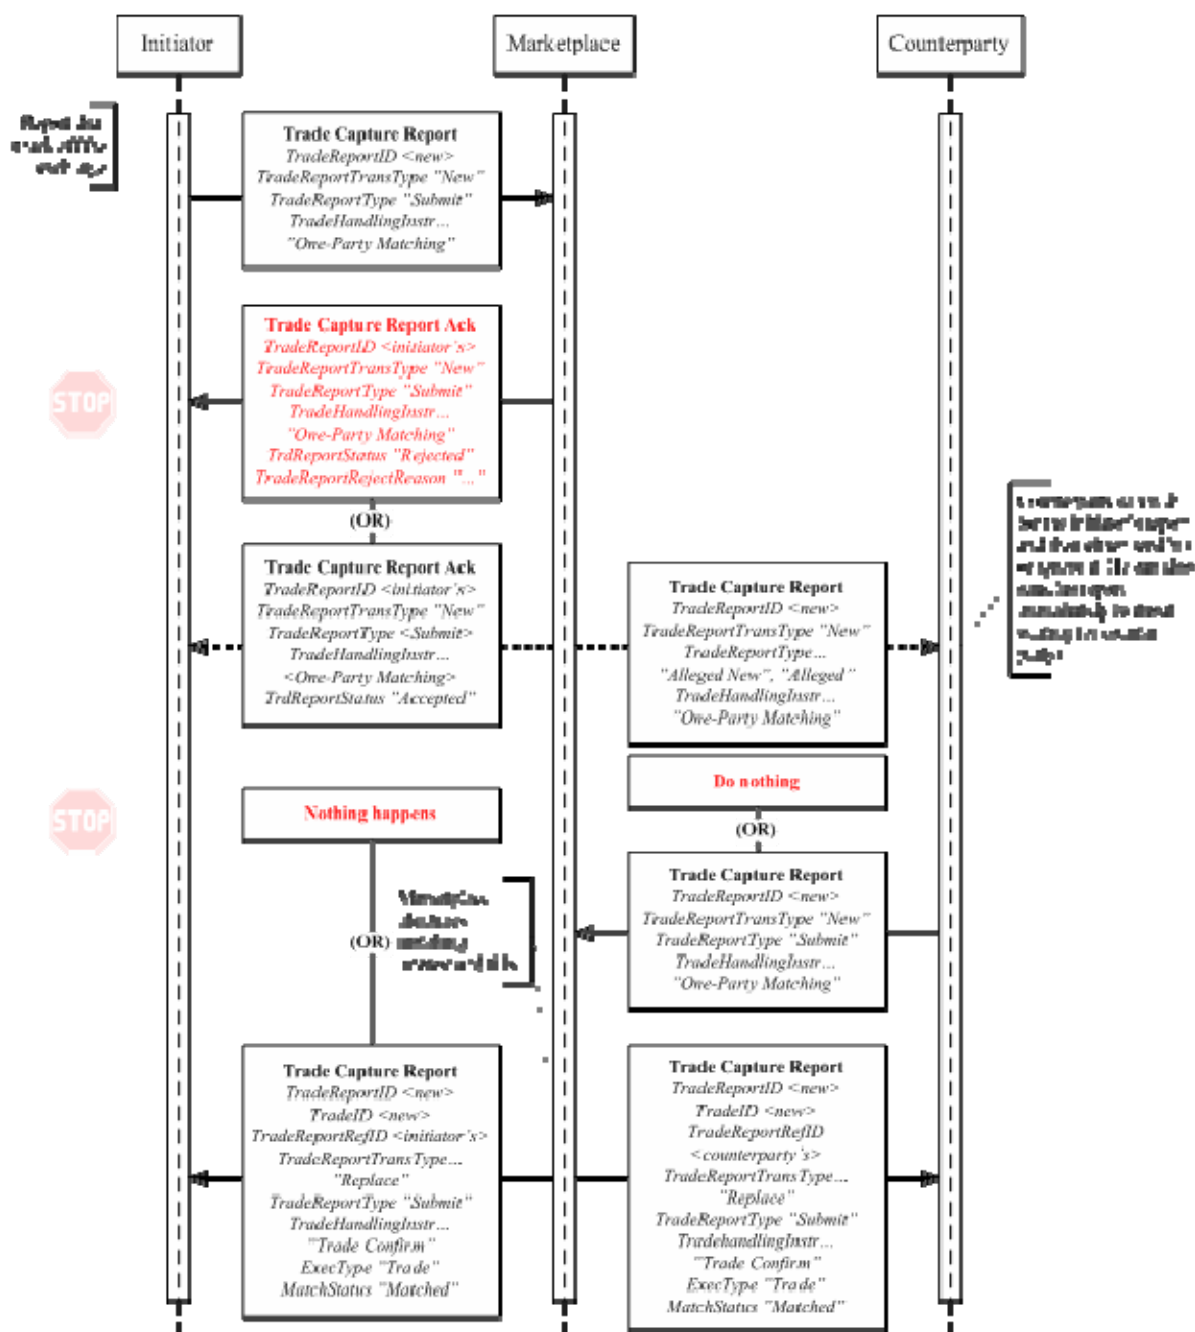 Initiator
Marketplace
Counterparty
Trade Capture Report
TradeReportID <new>
TradeReportTransType "New"
TradeReportType "Submit"
TradeHandlingInstr...
"One-Party Matching"
Trade Capture Report Ack
TradeReportID <initiator's>
TradeReportTransType "New"
TradeReportType "Submit"
TradeHandlingInstr...
"One-Party Matching"
TrdReportStatus "Rejected"
TradeReportRejectReason "..."
STOP
(OR)
Trade Capture Report Ack
TradeReportID <initiator's>
TradeReportTransType "New"
TradeReportType <Submit>
TradeHandlingInstr...
<One-Party Matching>
TrdReportStatus "Accepted"
Trade Capture Report
TradeReportID <new>
TradeReportTransType "New"
TradeReportType...
"Alleged New", "Alleged "
TradeHandlingInstr...
"One-Party Matching"
Do nothing
(OR)
Nothing happens
STOP
(OR)
Trade Capture Report
TradeReportID <new>
TradeReportTransType "New"
TradeReportType "Submit"
TradeHandlingInstr...
"One-Party Matching"
Trade Capture Report
TradeReportID <new>
TradeID <new>
TradeReportRefID <initiator's>
TradeReportTransType...
"Replace"
TradeReportType "Submit"
TradeHandlingInstr...
"Trade Confirm"
ExecType "Trade"
MatchStatus "Matched"
Trade Capture Report
TradeReportID <new>
TradeID <new>
TradeReportRefID
<counterparty's>
TradeReportTransType...
"Replace"
TradeReportType "Submit"
TradehandlingInstr...
"Trade Confirm"
ExecType "Trade"
MatchStatus "Matched"